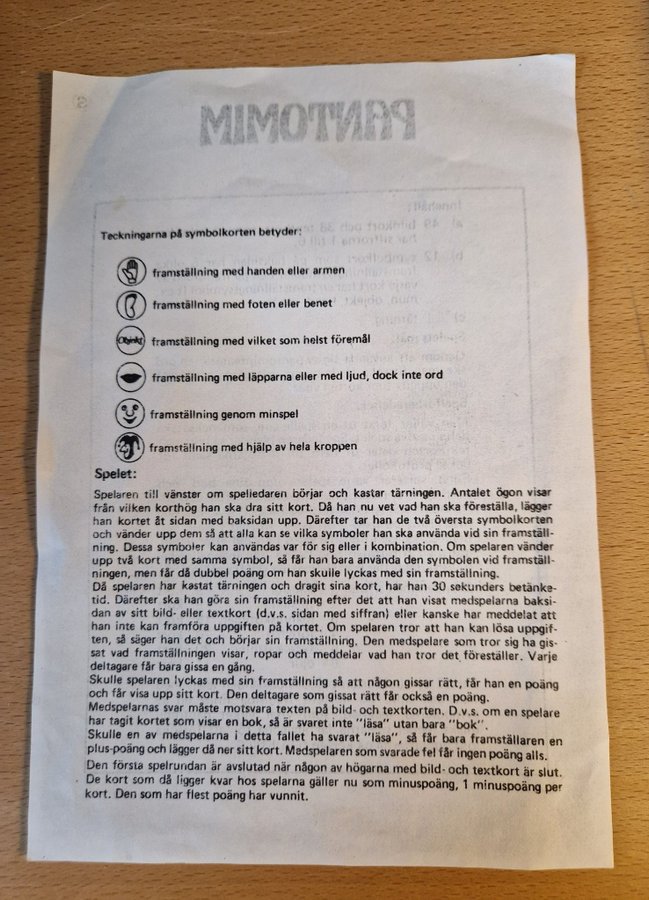 PANTOMIM
Teckningarna på symbolkorten betyder:
framställning med handen eller armen
framställning med foten eller benet
Objekt framställning med vilket som helst föremål
framställning med läpparna eller med ljud, dock inte ord
framställning genom minspel
framställning med hjälp av hela kroppen
Spelet:
Spelaren till vänster om spelledaren börjar och kastar tärningen. Antalet ögon visar
från vilken korthög han ska dra sitt kort. Då han nu vet vad han ska föreställa, lägger
han kortet åt sidan med baksidan upp. Därefter tar han de två översta symbolkorten
och vänder upp dem så att alla kan se vilka symboler han ska använda vid sin framställ-
ning. Dessa symboler kan användas var för sig eller i kombination. Om spelaren vänder
upp två kort med samma symbol, så får han bara använda den symbolen vid framställ-
ningen, men får då dubbel poäng om han skulle lyckas med sin framställning.
Då spelaren har kastat tärningen och dragit sina kort, har han 30 sekunders betänke-
tid. Därefter ska han göra sin framställning efter det att han visat medspelarna baksi-
dan av sitt bild- eller textkort (d.v.s. sidan med siffran) eller kanske har meddelat att
han inte kan framföra uppgiften på kortet. Om spelaren tror att han kan lösa uppgif-
ten, så säger han det och börjar sin framställning. Den medspelare som tror sig ha gis-
sat vad framställningen visar, ropar och meddelar vad han tror det föreställer. Varje
deltagare får bara gissa en gång.
Skulle spelaren lyckas med sin framställning så att någon gissar rätt, får han en poäng
och får visa upp sitt kort. Den deltagare som gissat rätt får också en poäng.
Medspelarnas svar måste motsvara texten på bild- och textkorten. D.v.s. om en spelare
har tagit kortet som visar en bok, så är svaret inte "läsa" utan bara "bok".
Skulle en av medspelarna i detta fallet ha svarat "läsa", så får bara framställaren en
plus-poäng och lägger då ner sitt kort. Medspelaren som svarade fel får ingen poäng alls.
Den första spelrundan är avslutad när någon av högarna med bild- och textkort är slut.
De kort som då ligger kvar hos spelarna gäller nu som minuspoäng, 1 minuspoäng per
kort. Den som har flest poäng har vunnit.